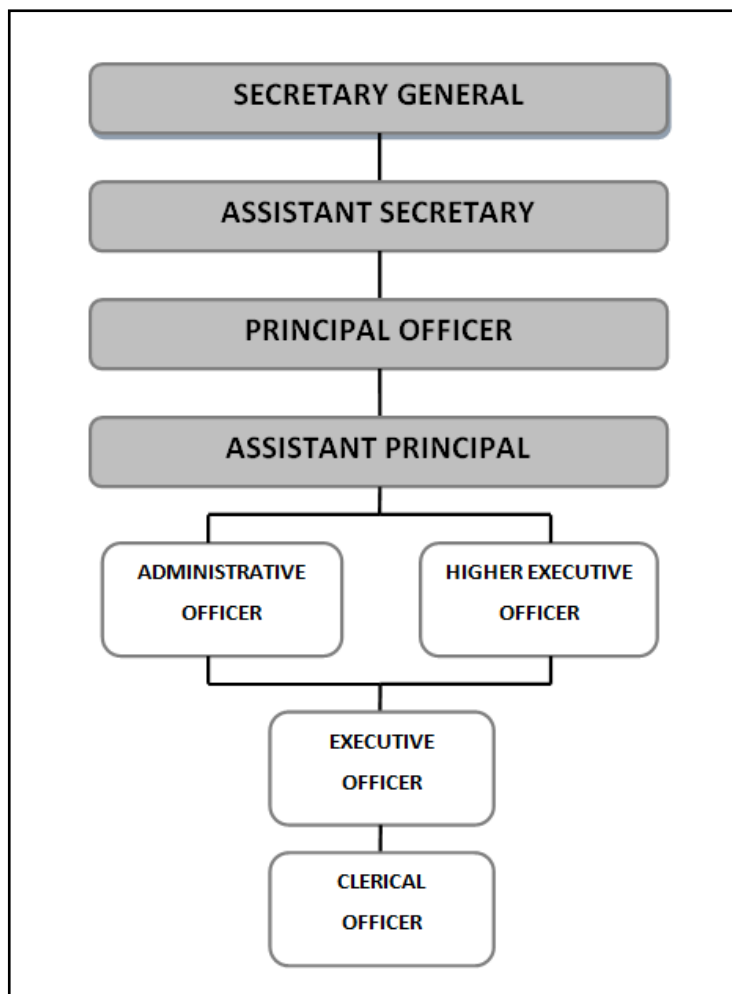 SECRETARY GENERAL
ASSISTANT SECRETARY
PRINCIPAL OFFICER
ASSISTANT PRINCIPAL
ADMINISTRATIVE
OFFICER
HIGHER EXECUTIVE
OFFICER
EXECUTIVE
OFFICER
CLERICAL
OFFICER